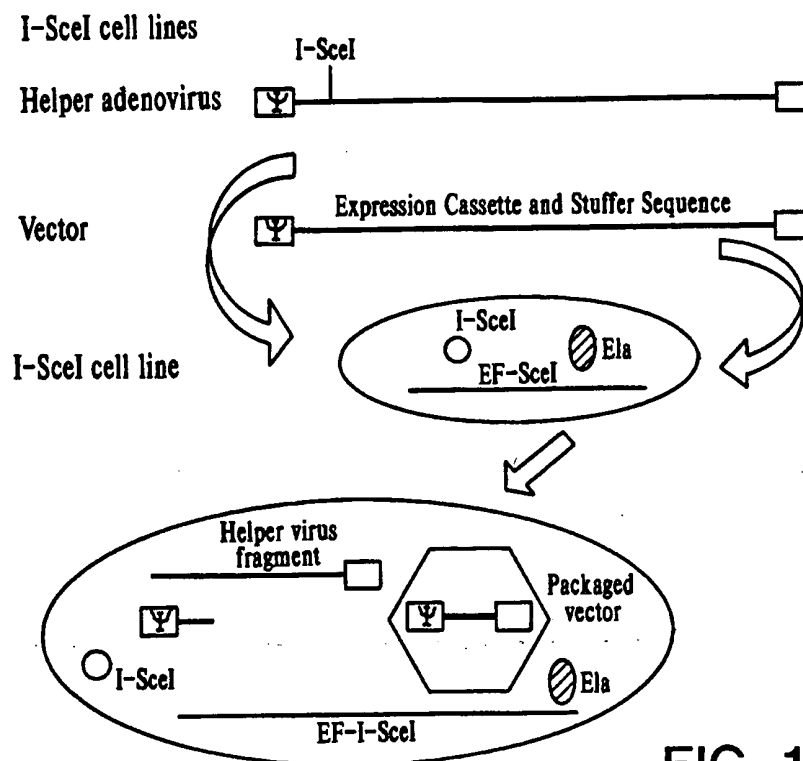 I-SceI cell lines
I-SceI
Helper adenovirus
Ψ
Expression Cassette and Stuffer Sequence
Vector
Ψ
I-SceI
Ela
I-SceI cell line
EF-SceI
Helper virus
fragment
Packaged
vector
Ψ
Ψ
I-SceI
Ela
EF-I-SceI
FIG. 1